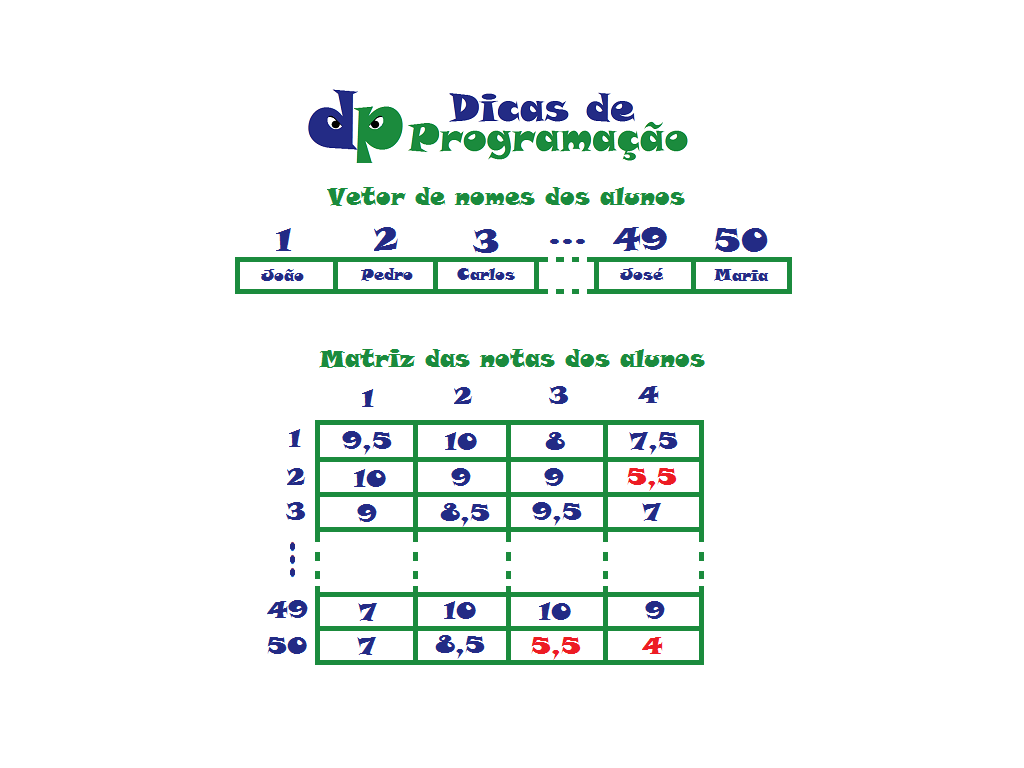 dp Dicas de
Programação
Vetor de nomes dos alunos
1 2 3 ... 49 50
João Pedro Carlos José Maria
Matriz das notas dos alunos
1 2 3 4
1 9,5 10 8 7,5
2 10 9 9 5,5
3 9 8,5 9,5 7
...
49 7 10 10 9
50 7 8,5 5,5 4